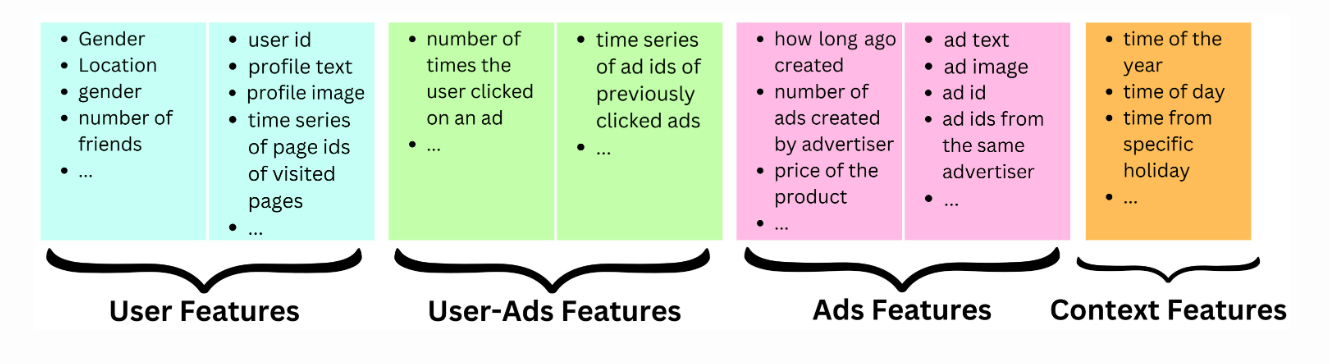 • Gender
• Location
• gender
• number of
friends
• ...
• user id
• profile text
• profile image
• time series
of page ids
of visited
pages
• ...
• number of
times the
user clicked
on an ad
• ...
• time series
of ad ids of
previously
clicked ads
• ...
• how long ago
created
• number of
ads created
by advertiser
• price of the
product
• ...
• ad text
• ad image
• ad id
• ad ids from
the same
advertiser
• ...
• time of the
year
• time of day
• time from
specific
holiday
• ...
User Features
User-Ads Features
Ads Features
Context Features